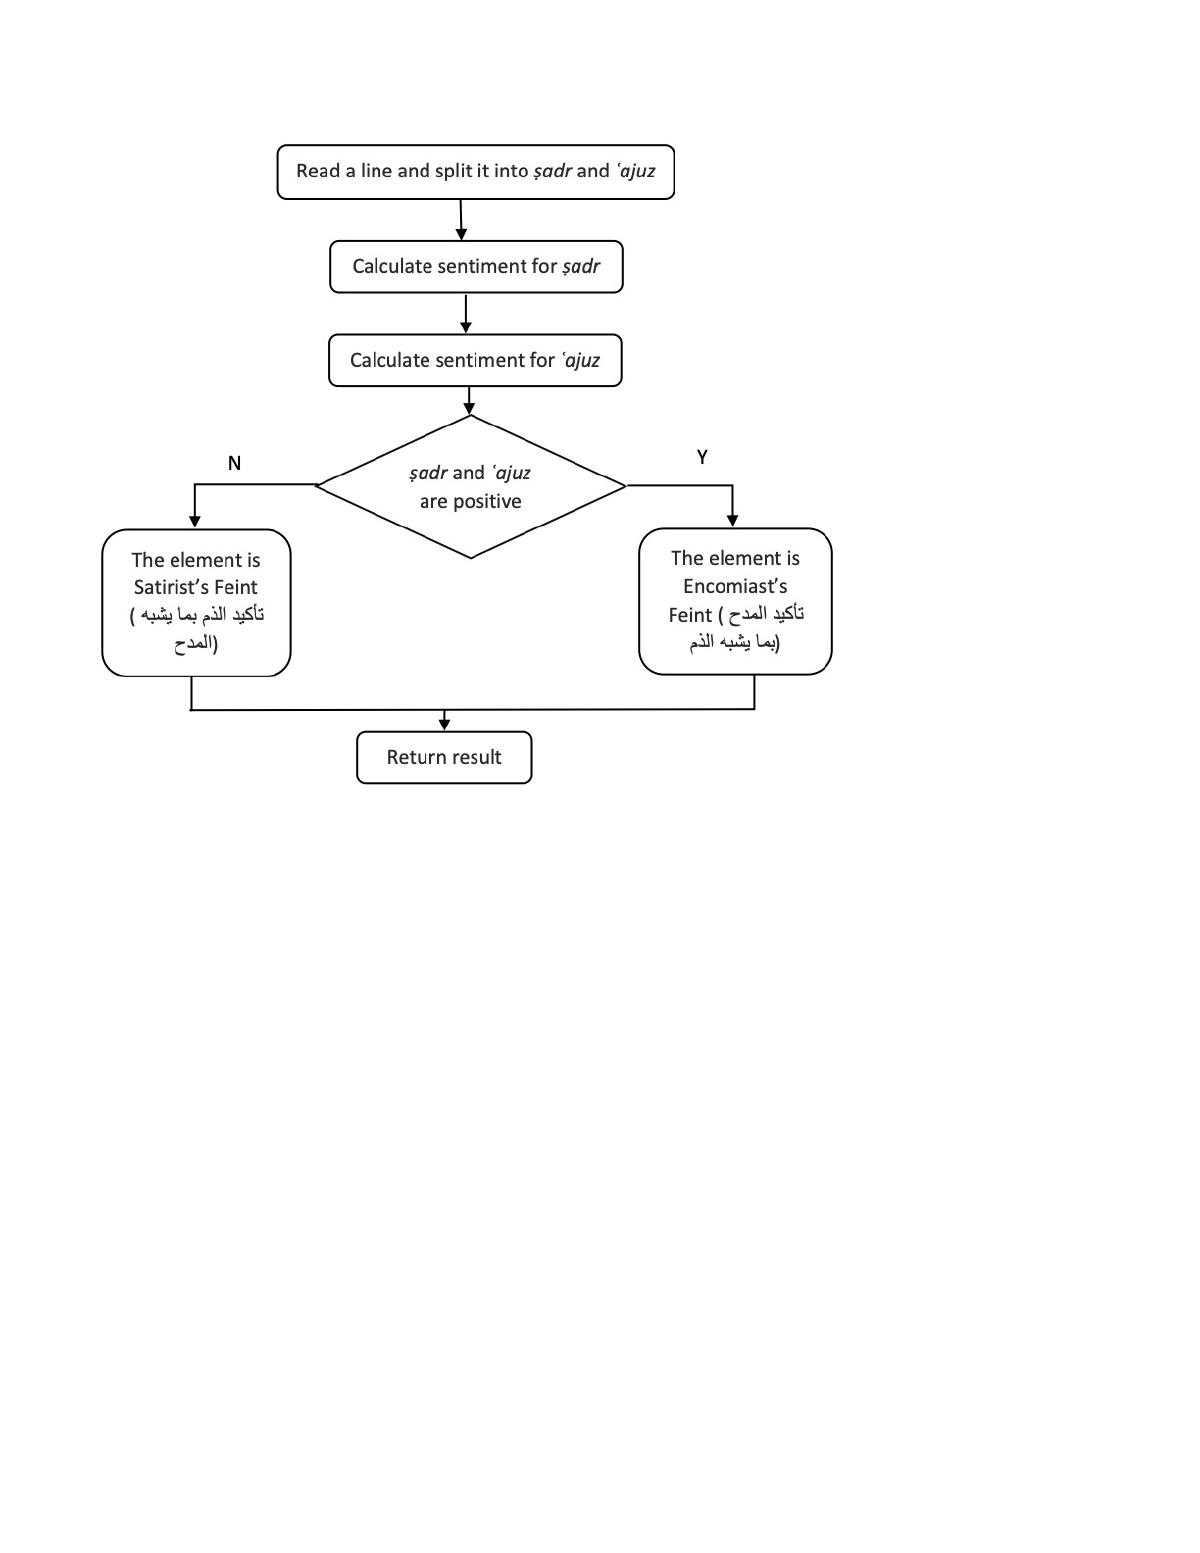 Read a line and split it into ṣadr and ʿajuz
Calculate sentiment for ṣadr
Calculate sentiment for ʿajuz
N
Y
ṣadr and ʿajuz
are positive
The element is
Satirist’s Feint
( تأكيد الذم بما يشبه
المدح)
The element is
Encomiast’s
Feint ( تأكيد المدح
بما يشبه الذم)
Return result